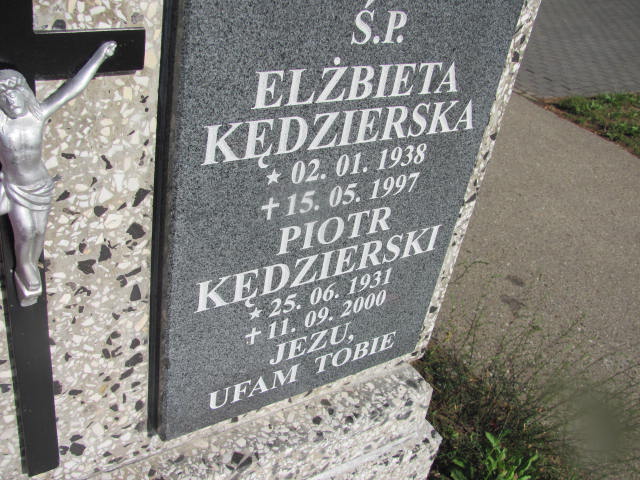 Ś.P.
ELŻBIETA
KĘDZIERSKA
★ 02. 01. 1938
✝ 15. 05. 1997
PIOTR
KĘDZIERSKI
★ 25. 06. 1931
✝ 11. 09. 2000
JEZU,
UFAM TOBIE